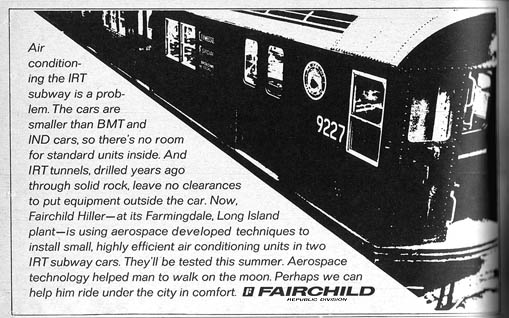 Air
condition-
ing the IRT
subway is a prob-
lem. The cars are
smaller than BMT and
IND cars, so there's no room
for standard units inside. And
IRT tunnels, drilled years ago
through solid rock, leave no clearances
to put equipment outside the car. Now,
Fairchild Hiller—at its Farmingdale, Long Island
plant—is using aerospace developed techniques to
install small, highly efficient air conditioning units in two
IRT subway cars. They'll be tested this summer. Aerospace
technology helped man to walk on the moon. Perhaps we can
help him ride under the city in comfort. FAIRCHILD
REPUBLIC DIVISION
9227